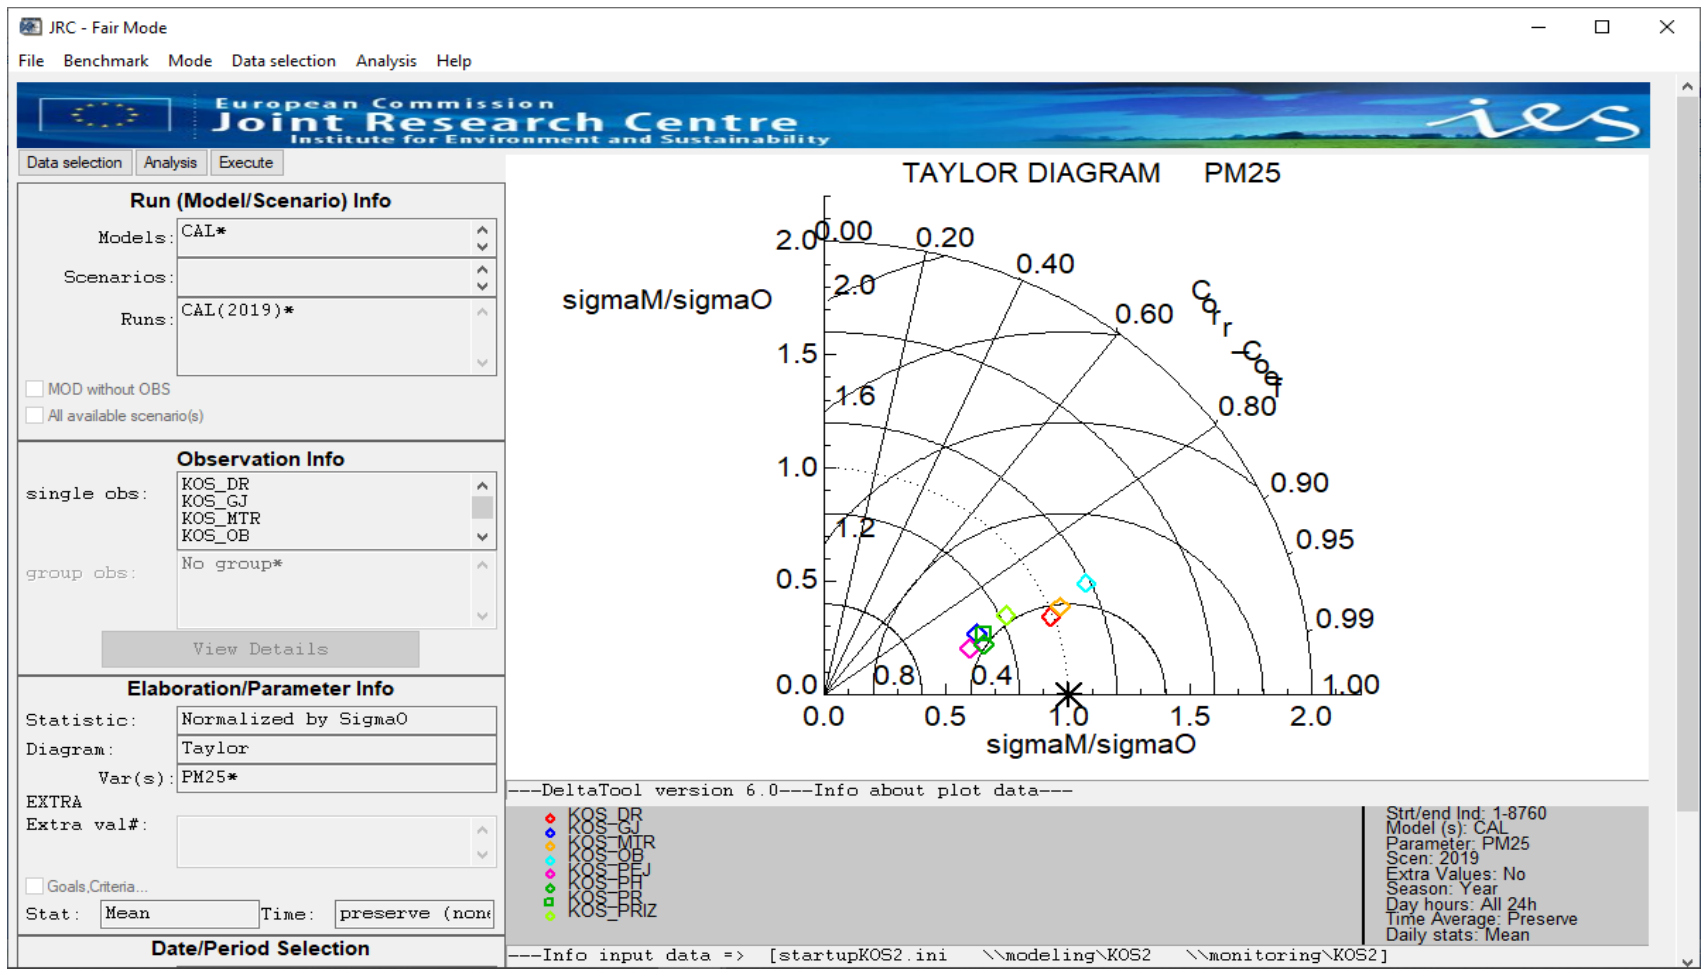 JRC - Fair Mode
File Benchmark Mode Data selection Analysis Help
European Commission
Joint Research Centre
Institute for Environment and Sustainability
ies
Data selection Analysis Execute
Run (Model/Scenario) Info
Models: CAL*
Scenarios:
Runs: CAL(2019)*
MOD without OBS
All available scenario(s)
Observation Info
single obs:
KOS_DR
KOS_GJ
KOS_MTR
KOS_OB
group obs: No group*
View Details
Elaboration/Parameter Info
Statistic: Normalized by SigmaO
Diagram: Taylor
Var(s): PM25*
EXTRA
Extra val#:
Goals,Criteria...
Stat: Mean Time: preserve (none
Date/Period Selection
TAYLOR DIAGRAM PM25
2.0 0.00 0.20
0.40
2.0
sigmaM/sigmaO
0.60
Corr_Coef
1.5
1.6
0.80
1.0
0.90
1.2
0.95
0.5
0.99
0.0 0.8 0.4 1.00
0.0 0.5 1.0 1.5 2.0
sigmaM/sigmaO
---DeltaTool version 6.0---Info about plot data---
KOS_DR
KOS_GJ
KOS_MTR
KOS_OB
KOS_PEJ
KOS_PH
KOS_PR
KOS_PRIZ
Strt/end Ind: 1-8760
Model (s): CAL
Parameter: PM25
Scen: 2019
Extra Values: No
Season: Year
Day hours: All 24h
Time Average: Preserve
Daily stats: Mean
---Info input data => [startupKOS2.ini \\modeling\KOS2 \\monitoring\KOS2]